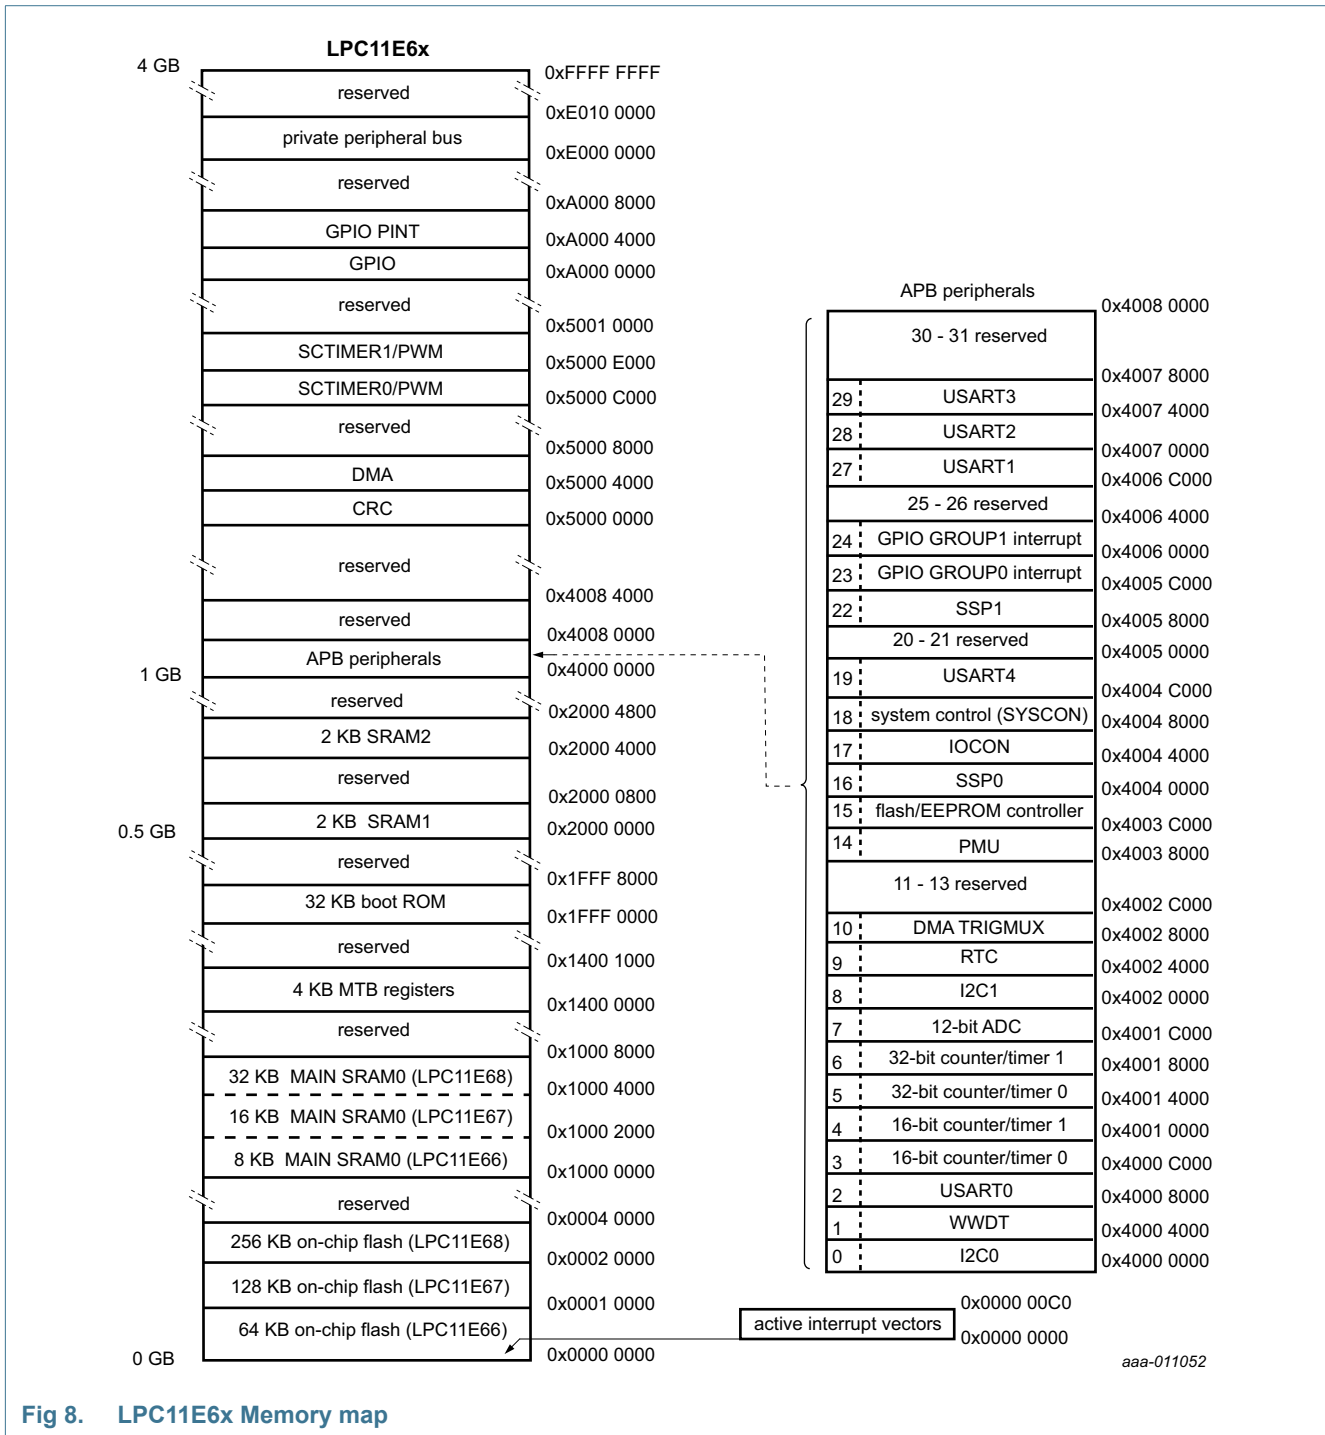 LPC11E6x
4 GB
0xFFFF FFFF
reserved
0xE010 0000
private peripheral bus
0xE000 0000
reserved
0xA000 8000
GPIO PINT
0xA000 4000
GPIO
0xA000 0000
reserved
0x5001 0000
SCTIMER1/PWM
0x5000 E000
SCTIMER0/PWM
0x5000 C000
reserved
0x5000 8000
DMA
0x5000 4000
CRC
0x5000 0000
reserved
0x4008 4000
reserved
0x4008 0000
APB peripherals
0x4000 0000
1 GB
reserved
0x2000 4800
2 KB SRAM2
0x2000 4000
reserved
0x2000 0800
2 KB SRAM1
0x2000 0000
0.5 GB
reserved
0x1FFF 8000
32 KB boot ROM
0x1FFF 0000
reserved
0x1400 1000
4 KB MTB registers
0x1400 0000
reserved
0x1000 8000
32 KB MAIN SRAM0 (LPC11E68)
0x1000 4000
16 KB MAIN SRAM0 (LPC11E67)
0x1000 2000
8 KB MAIN SRAM0 (LPC11E66)
0x1000 0000
reserved
0x0004 0000
256 KB on-chip flash (LPC11E68)
0x0002 0000
128 KB on-chip flash (LPC11E67)
0x0001 0000
64 KB on-chip flash (LPC11E66)
0 GB
0x0000 0000
APB peripherals
0x4008 0000
30 - 31 reserved
0x4007 8000
29 USART3
0x4007 4000
28 USART2
0x4007 0000
27 USART1
0x4006 C000
25 - 26 reserved
0x4006 4000
24 GPIO GROUP1 interrupt
0x4006 0000
23 GPIO GROUP0 interrupt
0x4005 C000
22 SSP1
0x4005 8000
20 - 21 reserved
0x4005 0000
19 USART4
0x4004 C000
18 system control (SYSCON)
0x4004 8000
17 IOCON
0x4004 4000
16 SSP0
0x4004 0000
15 flash/EEPROM controller
0x4003 C000
14 PMU
0x4003 8000
11 - 13 reserved
0x4002 C000
10 DMA TRIGMUX
0x4002 8000
9 RTC
0x4002 4000
8 I2C1
0x4002 0000
7 12-bit ADC
0x4001 C000
6 32-bit counter/timer 1
0x4001 8000
5 32-bit counter/timer 0
0x4001 4000
4 16-bit counter/timer 1
0x4001 0000
3 16-bit counter/timer 0
0x4000 C000
2 USART0
0x4000 8000
1 WWDT
0x4000 4000
0 I2C0
0x4000 0000
0x0000 00C0
active interrupt vectors
0x0000 0000
aaa-011052
Fig 8. LPC11E6x Memory map